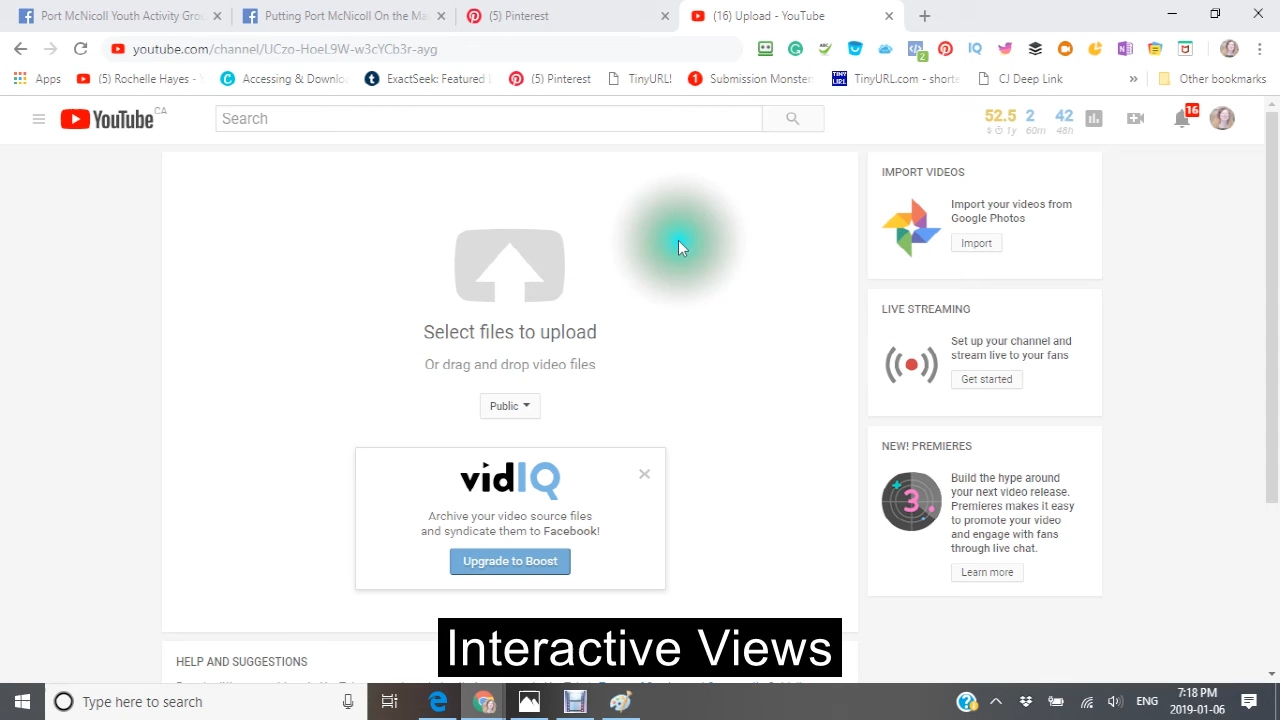 Port McNicoll Youth Activity Grou
Putting Port McNicoll On the M
(5) Pinterest
(16) Upload - YouTube
youtube.com/channel/UCzo-HoeL9W-w3cYCb3r-ayg
2
Apps
(5) Rochelle Hayes -
Accessing & Downlo
ExactSeek: Featured L
(5) Pinterest
TinyURL!
Submission Monster
TinyURL.com - shorte
CJ Deep Link
»
Other bookmarks
YouTube CA
Search
52.5 2 42
$ 1y 60m 48h
16
Select files to upload
Or drag and drop video files
Public
vidIQ
Archive your video source files
and syndicate them to Facebook!
Upgrade to Boost
IMPORT VIDEOS
Import your videos from
Google Photos
Import
LIVE STREAMING
Set up your channel and
stream live to your fans
Get started
NEW! PREMIERES
3
Build the hype around
your next video release.
Premieres makes it easy
to promote your video
and engage with fans
through live chat.
Learn more
HELP AND SUGGESTIONS
Interactive Views
Type here to search
ENG
7:18 PM
2019-01-06